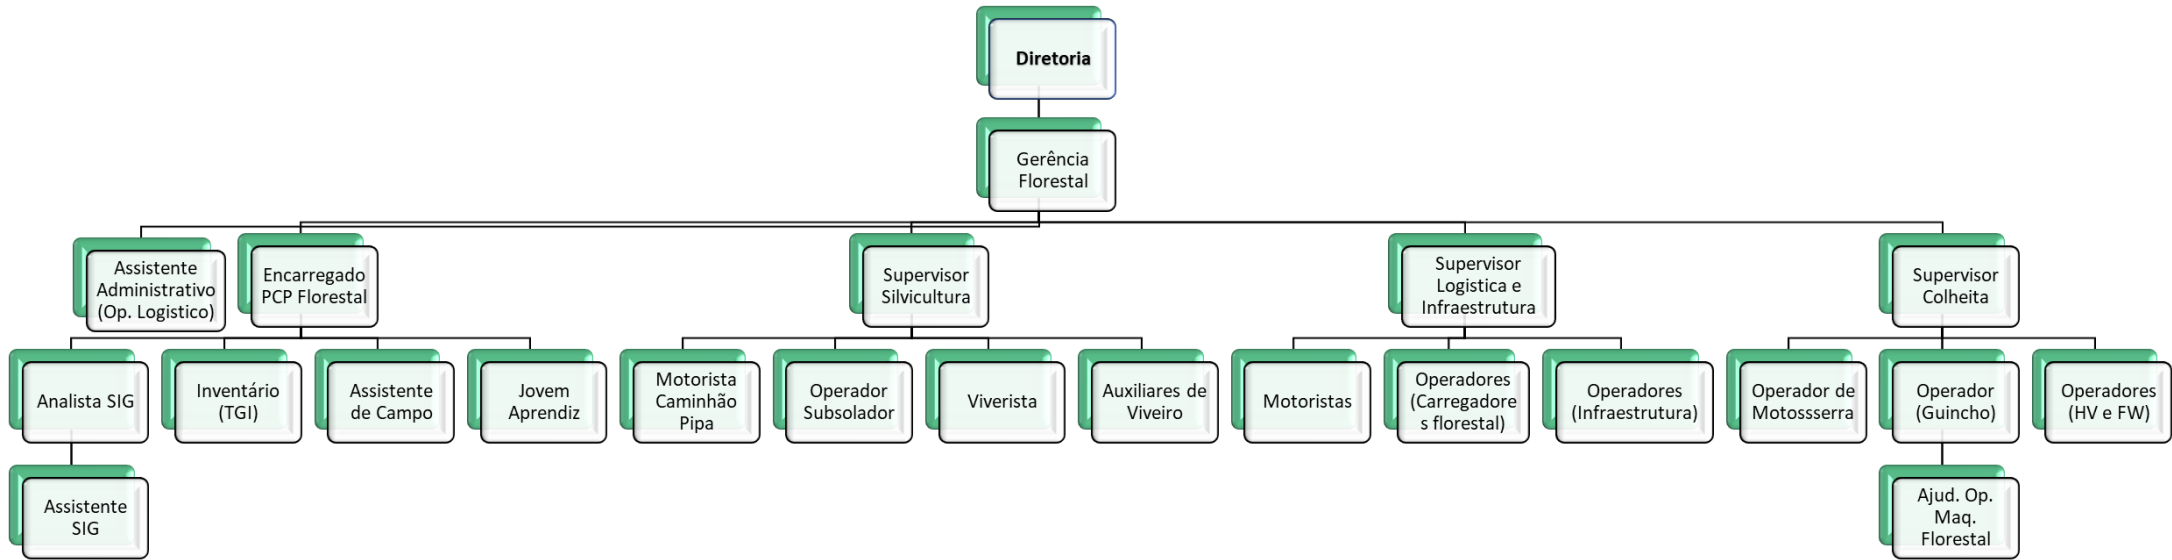 Diretoria
Gerência
Florestal
Assistente
Administrativo
(Op. Logistico)
Encarregado
PCP Florestal
Supervisor
Silvicultura
Supervisor
Logistica e
Infraestrutura
Supervisor
Colheita
Analista SIG
Inventário
(TGI)
Assistente
de Campo
Jovem
Aprendiz
Motorista
Caminhão
Pipa
Operador
Subsolador
Viverista
Auxiliares de
Viveiro
Motoristas
Operadores
(Carregadore
s florestal)
Operadores
(Infraestrutura)
Operador de
Motossserra
Operador
(Guincho)
Operadores
(HV e FW)
Assistente
SIG
Ajud. Op.
Maq.
Florestal